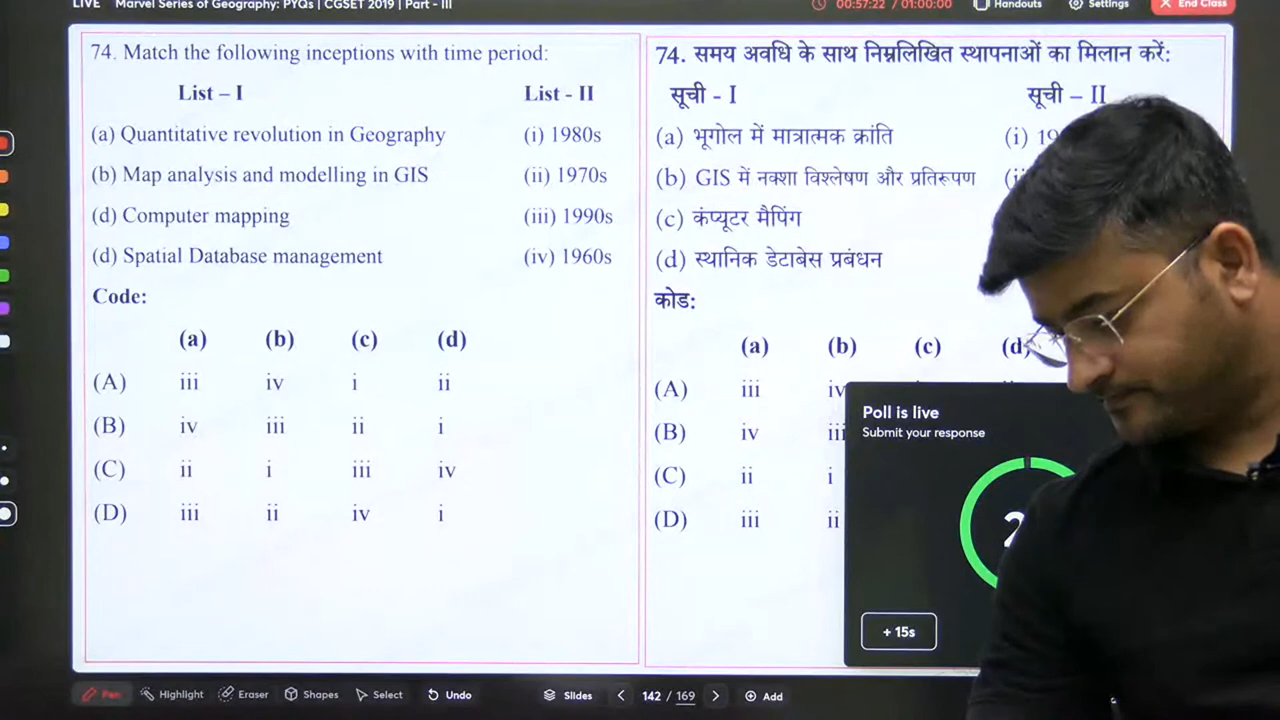 LIVE Marvel Series of Geography: PYQs | CGSET 2019 | Part - III 00:57:22 / 01:00:00 Handouts Settings End Class
74. Match the following inceptions with time period:
List – I List - II
(a) Quantitative revolution in Geography (i) 1980s
(b) Map analysis and modelling in GIS (ii) 1970s
(d) Computer mapping (iii) 1990s
(d) Spatial Database management (iv) 1960s
Code:
(a) (b) (c) (d)
(A) iii iv i ii
(B) iv iii ii i
(C) ii i iii iv
(D) iii ii iv i
74. समय अवधि के साथ निम्नलिखित स्थापनाओं का मिलान करें:
सूची - I सूची – II
(a) भूगोल में मात्रात्मक क्रांति (i) 19
(b) GIS में नक्शा विश्लेषण और प्रतिरूपण
(c) कंप्यूटर मैपिंग
(d) स्थानिक डेटाबेस प्रबंधन
कोड:
(a) (b) (c) (d)
(A) iii iv
(B) iv iii
(C) ii i
(D) iii ii
Poll is live
Submit your response
2
+ 15s
Pen Highlight Eraser Shapes Select Undo Slides 142 / 169 Add